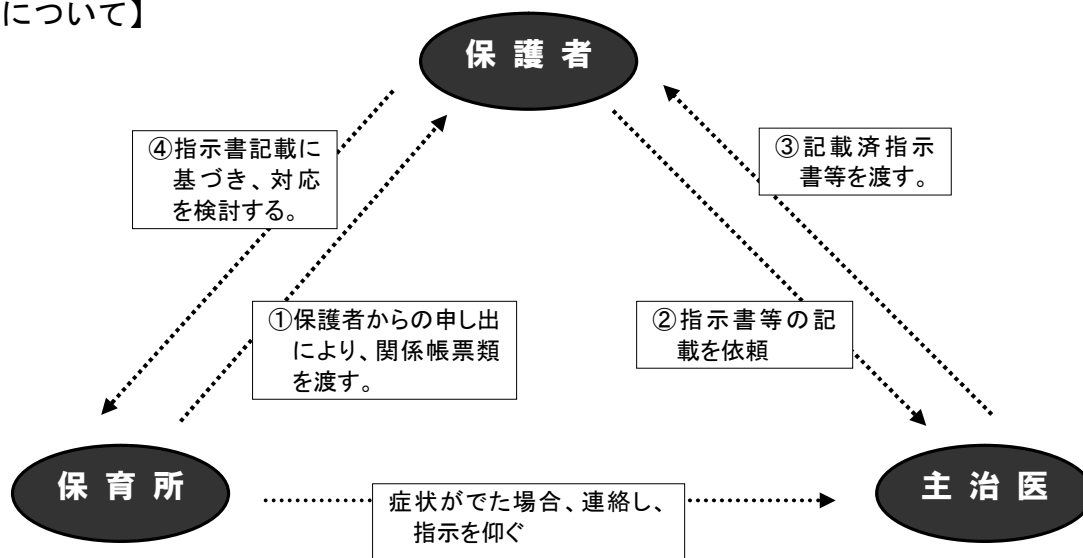 について】
保護者
④指示書記載に
基づき、対応
を検討する。
③記載済指示
書等を渡す。
①保護者からの申し出
により、関係帳票類
を渡す。
②指示書等の記
載を依頼
保育所
症状がでた場合、連絡し、
指示を仰ぐ
主治医